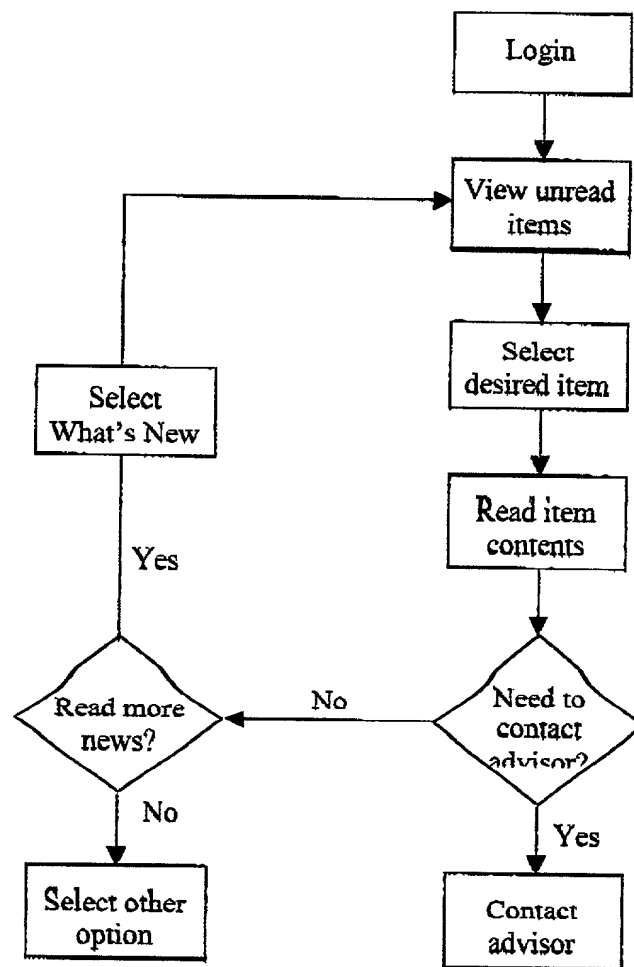 Login
View unread
items
Select
desired item
Select
What's New
Read item
contents
Yes
Read more
news?
No
Need to
contact
advisor?
No
Yes
Select other
option
Contact
advisor